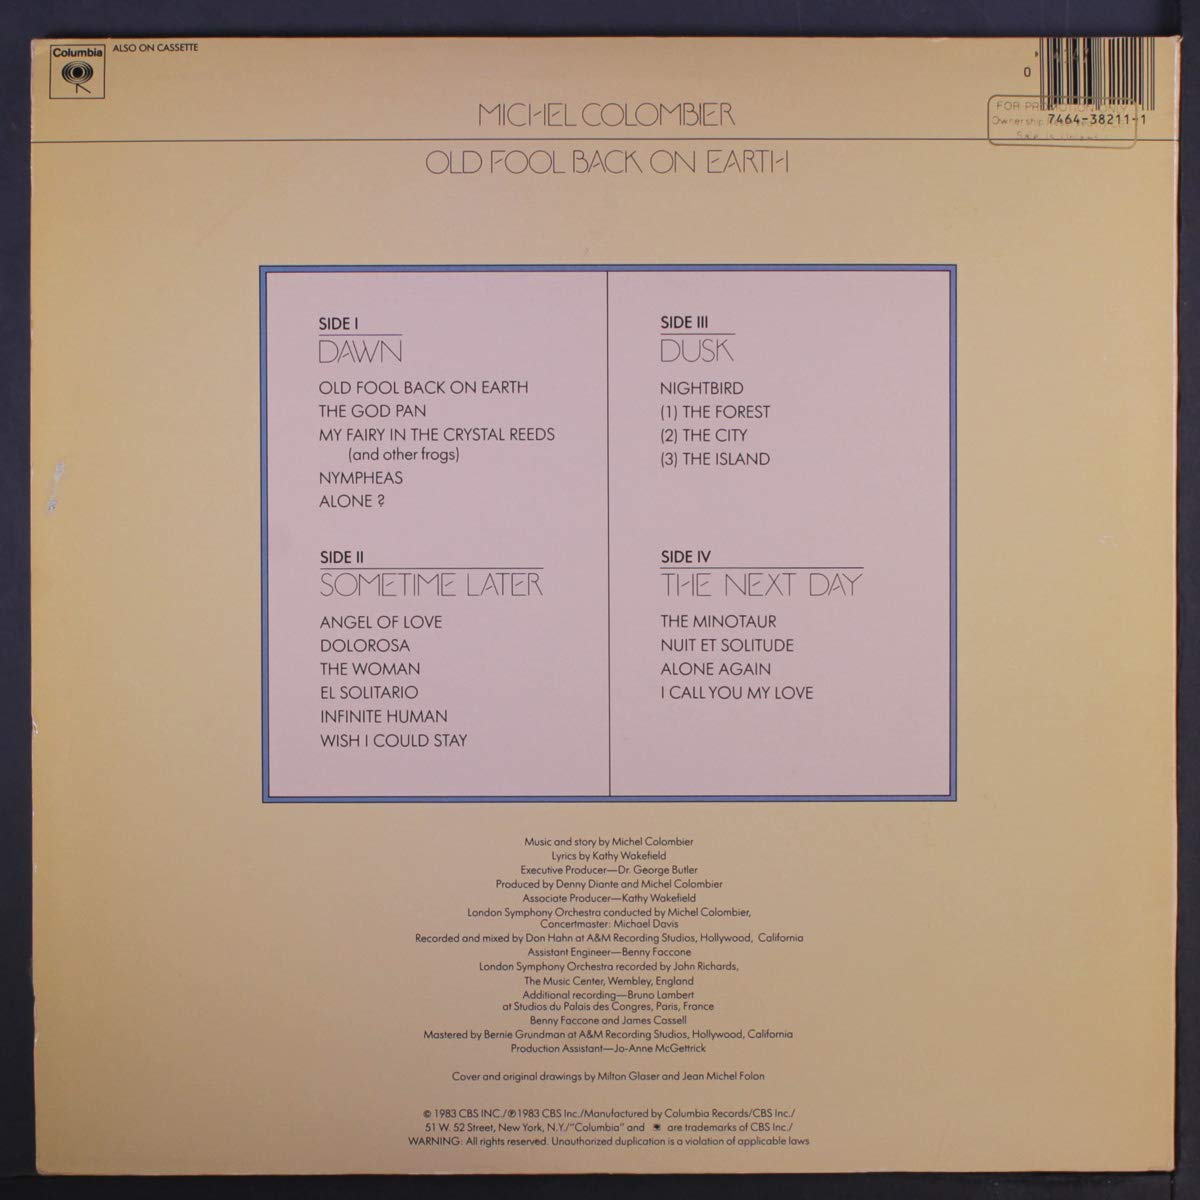 Columbia
ALSO ON CASSETTE
0
FOR PROMOTION ONLY
Ownership
7464-38211-1
MICHEL COLOMBIER
OLD FOOL BACK ON EARTH
SIDE I
DAWN
OLD FOOL BACK ON EARTH
THE GOD PAN
MY FAIRY IN THE CRYSTAL REEDS
(and other frogs)
NYMPHEAS
ALONE ?
SIDE II
SOMETIME LATER
ANGEL OF LOVE
DOLOROSA
THE WOMAN
EL SOLITARIO
INFINITE HUMAN
WISH I COULD STAY
SIDE III
DUSK
NIGHTBIRD
(1) THE FOREST
(2) THE CITY
(3) THE ISLAND
SIDE IV
THE NEXT DAY
THE MINOTAUR
NUIT ET SOLITUDE
ALONE AGAIN
I CALL YOU MY LOVE
Music and story by Michel Colombier
Lyrics by Kathy Wakefield
Executive Producer—Dr. George Butler
Produced by Denny Diante and Michel Colombier
Associate Producer—Kathy Wakefield
London Symphony Orchestra conducted by Michel Colombier,
Concertmaster: Michael Davis
Recorded and mixed by Don Hahn at A&M Recording Studios, Hollywood, California
Assistant Engineer—Benny Faccone
London Symphony Orchestra recorded by John Richards,
The Music Center, Wembley, England
Additional recording—Bruno Lambert
at Studios du Palais des Congres, Paris, France
Benny Faccone and James Cassell
Mastered by Bernie Grundman at A&M Recording Studios, Hollywood, California
Production Assistant—Jo-Anne McGettrick
Cover and original drawings by Milton Glaser and Jean Michel Folon
© 1983 CBS INC./℗ 1983 CBS Inc./Manufactured by Columbia Records/CBS Inc./
51 W. 52 Street, New York, N.Y./"Columbia" and are trademarks of CBS Inc./
WARNING: All rights reserved. Unauthorized duplication is a violation of applicable laws